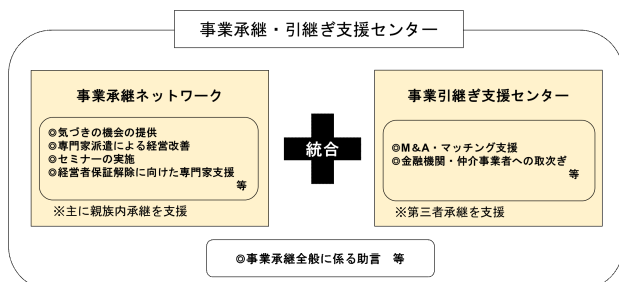 事業承継・引継ぎ支援センター
事業承継ネットワーク
◎気づきの機会の提供
◎専門家派遣による経営改善
◎セミナーの実施
◎経営者保証解除に向けた専門家支援
等
※主に親族内承継を支援
統合
事業引継ぎ支援センター
◎M&A・マッチング支援
◎金融機関・仲介事業者への取次ぎ
等
※第三者承継を支援
◎事業承継全般に係る助言　等